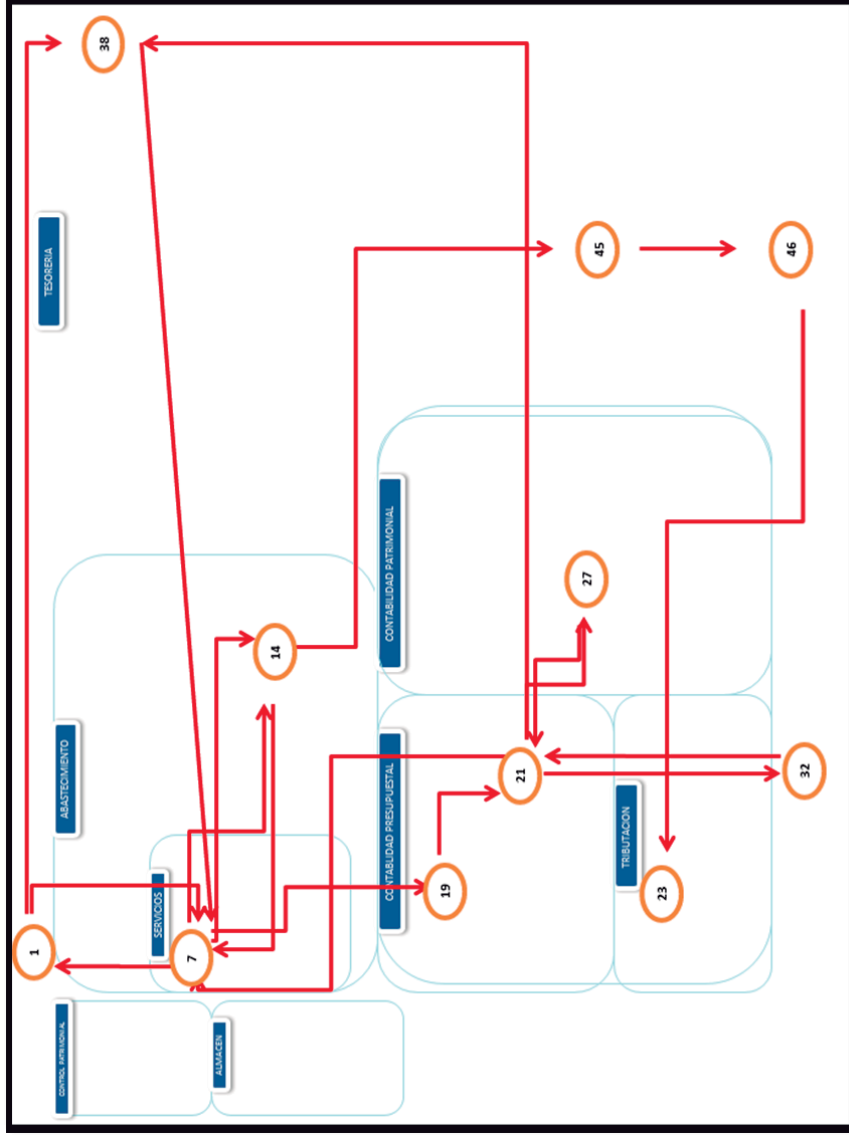 38
TESORERIA
45
46
CONTABILIDAD PATRIMONIAL
27
14
ABASTECIMIENTO
CONTABLIDAD PRESUPUESTAL
21
32
TRIBUTACION
SERVICIOS
19
23
1
7
CONTROL PATRIMONIAL
ALMACEN